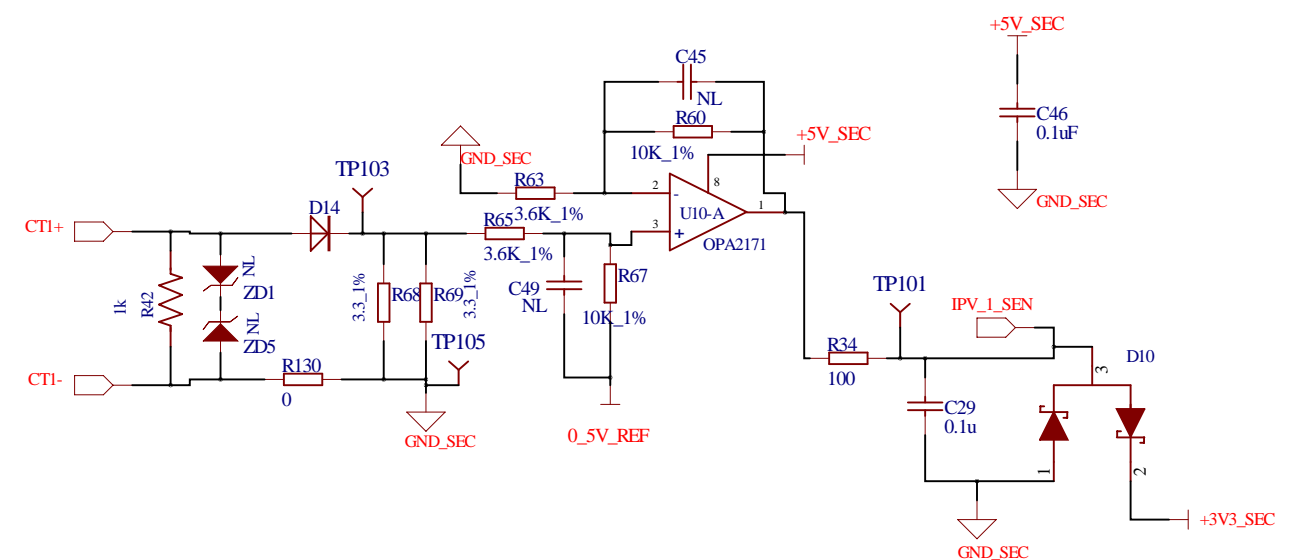 +5V_SEC
C45
NL
C46
0.1uF
R60
+5V_SEC
10K_1%
GND_SEC
TP103
R63
3.6K_1%
2
-
8
U10-A
1
3
+
OPA2171
GND_SEC
CT1+
D14
R65
3.6K_1%
1k
R42
NL
ZD1
NL
ZD5
3.3_1%
R68
R69
3.3_1%
C49
NL
R67
10K_1%
TP101
IPV_1_SEN
TP105
R34
100
D10
3
CT1-
R130
0
GND_SEC
0_5V_REF
C29
0.1u
1
2
+3V3_SEC
GND_SEC